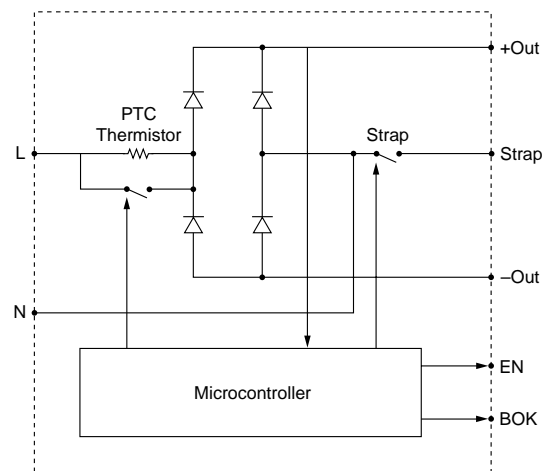 +Out
PTC
Thermistor
Strap
L
Strap
–Out
N
EN
Microcontroller
BOK